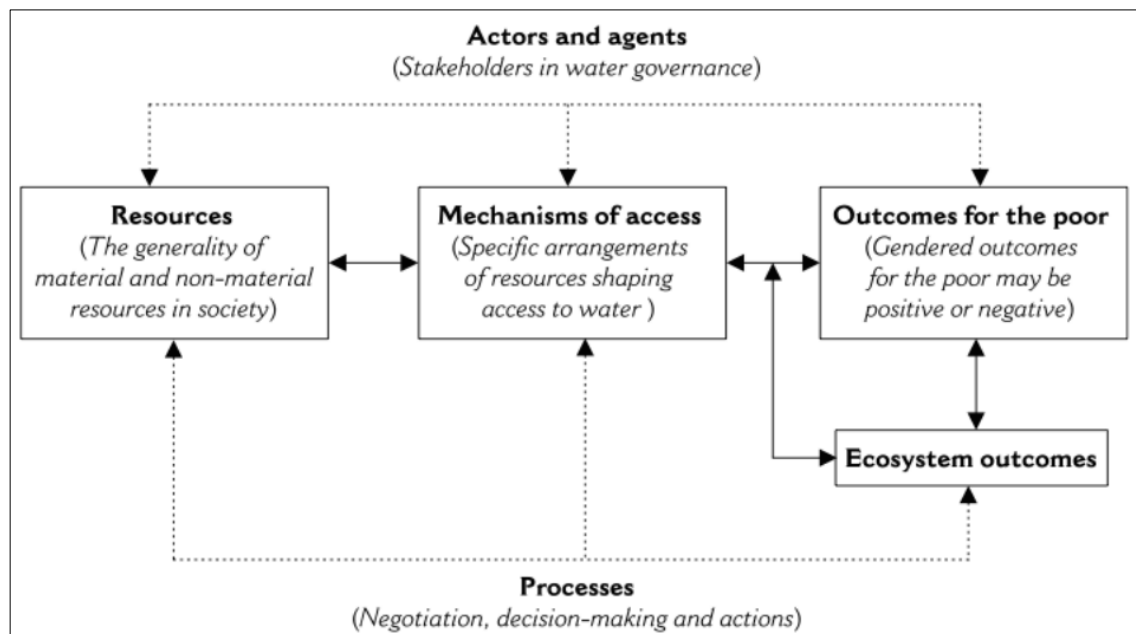 Actors and agents
(Stakeholders in water governance)
Resources
(The generality of
material and non-material
resources in society)
Mechanisms of access
(Specific arrangements
of resources shaping
access to water )
Outcomes for the poor
(Gendered outcomes
for the poor may be
positive or negative)
Ecosystem outcomes
Processes
(Negotiation, decision-making and actions)